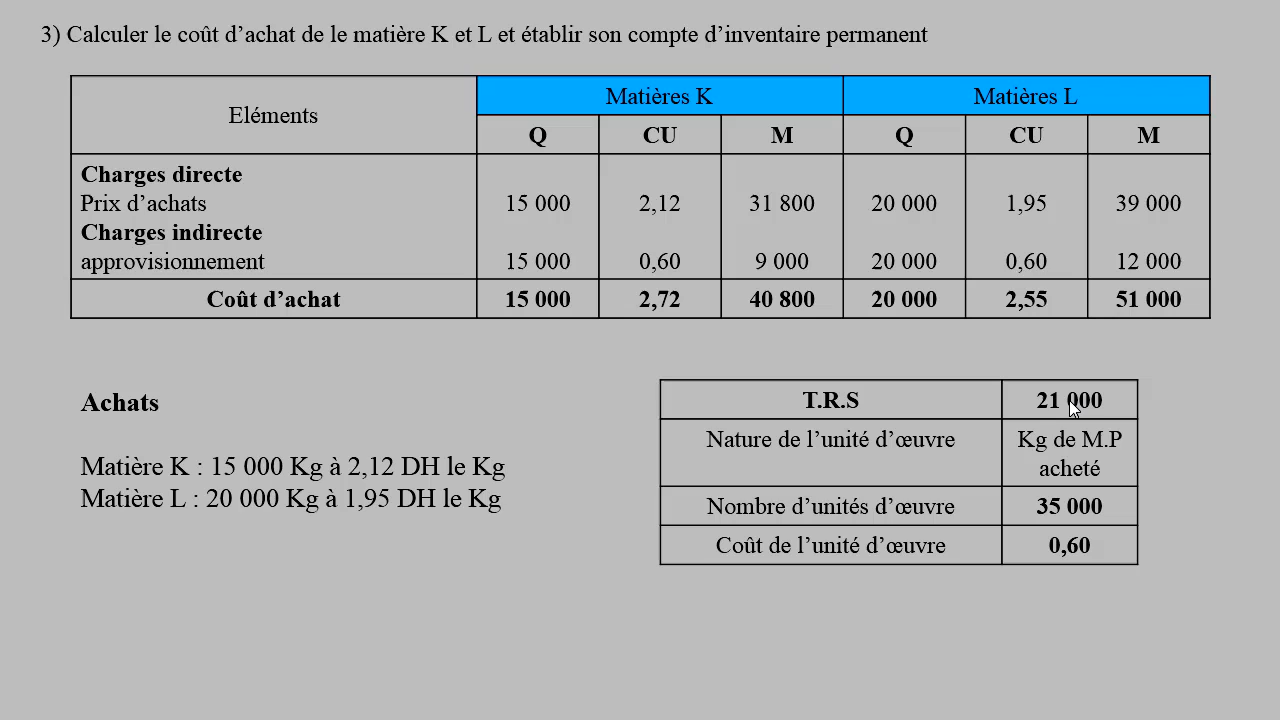 3) Calculer le coût d'achat de le matière K et L et établir son compte d'inventaire permanent
Eléments Matières K Matières L
Q CU M Q CU M
Charges directe
Prix d'achats 15 000 2,12 31 800 20 000 1,95 39 000
Charges indirecte
approvisionnement 15 000 0,60 9 000 20 000 0,60 12 000
Coût d'achat 15 000 2,72 40 800 20 000 2,55 51 000
Achats
Matière K : 15 000 Kg à 2,12 DH le Kg
Matière L : 20 000 Kg à 1,95 DH le Kg
T.R.S 21 000
Nature de l'unité d'œuvre Kg de M.P
acheté
Nombre d'unités d'œuvre 35 000
Coût de l'unité d'œuvre 0,60